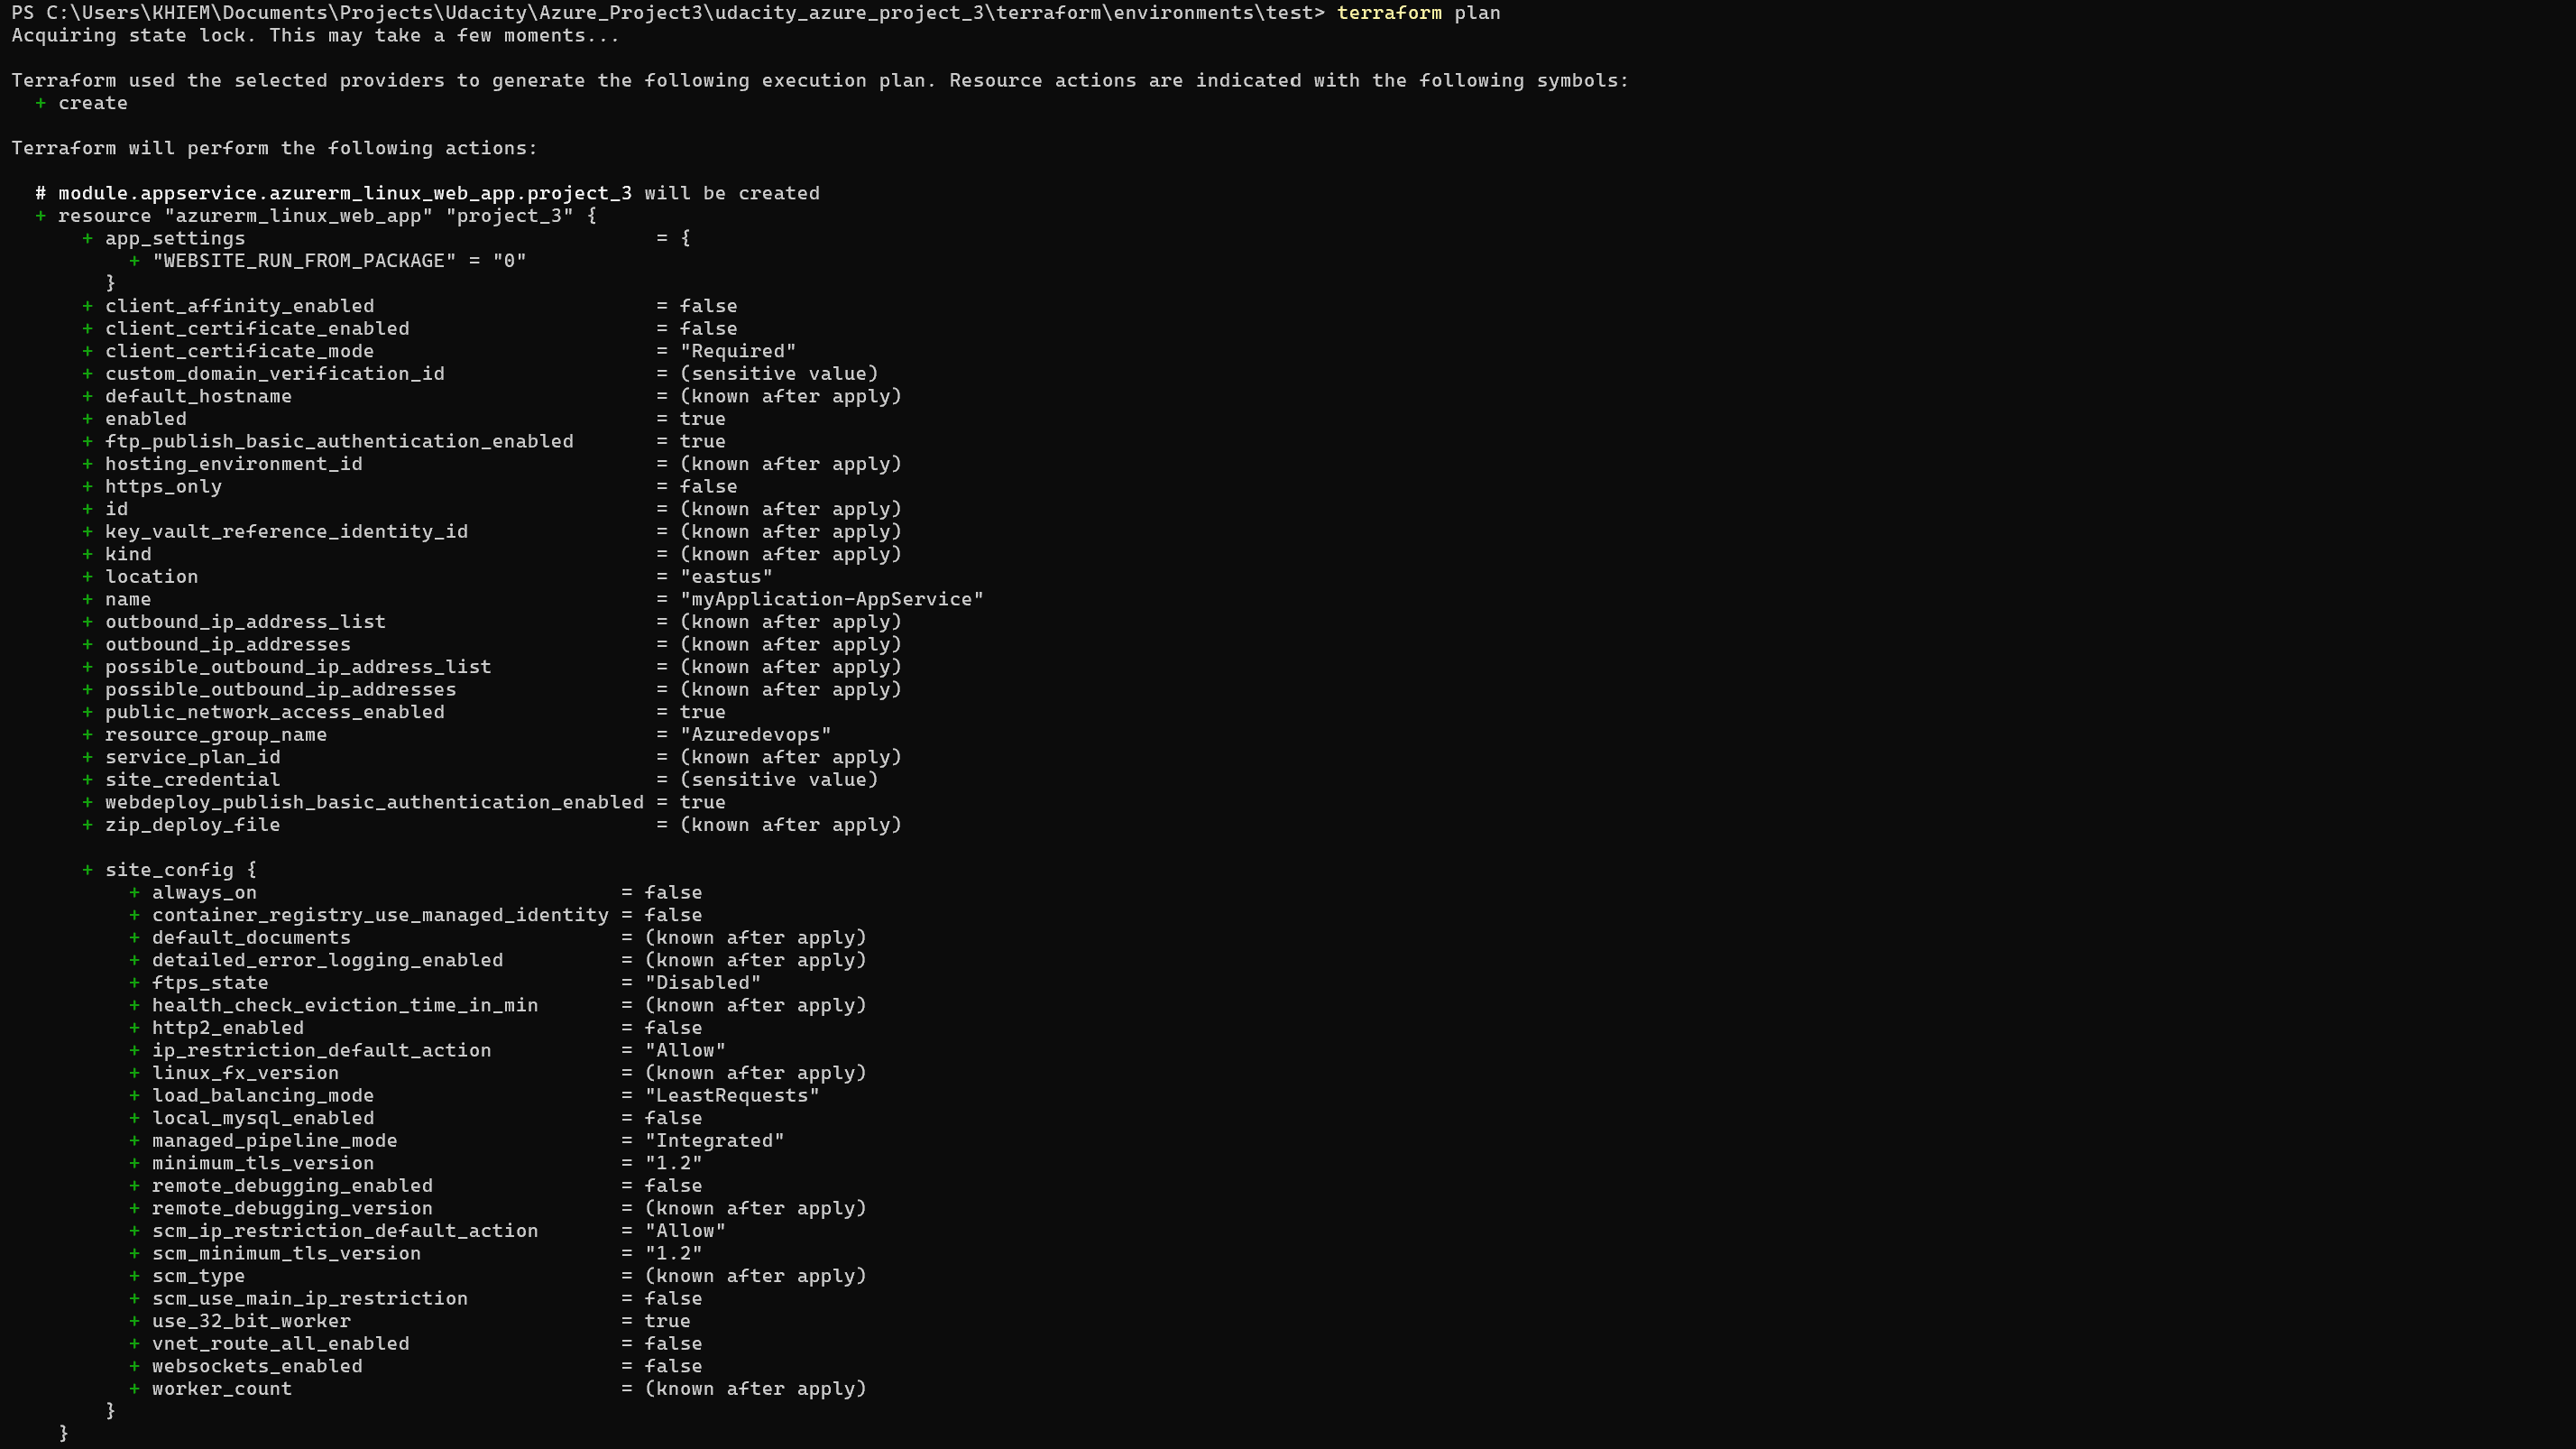 PS C:\Users\KHIEM\Documents\Projects\Udacity\Azure_Project3\udacity_azure_project_3\terraform\environments\test> terraform plan
Acquiring state lock. This may take a few moments...
Terraform used the selected providers to generate the following execution plan. Resource actions are indicated with the following symbols:
  + create
Terraform will perform the following actions:
  # module.appservice.azurerm_linux_web_app.project_3 will be created
  + resource "azurerm_linux_web_app" "project_3" {
      + app_settings                                   = {
          + "WEBSITE_RUN_FROM_PACKAGE" = "0"
        }
      + client_affinity_enabled                        = false
      + client_certificate_enabled                     = false
      + client_certificate_mode                        = "Required"
      + custom_domain_verification_id                  = (sensitive value)
      + default_hostname                               = (known after apply)
      + enabled                                        = true
      + ftp_publish_basic_authentication_enabled       = true
      + hosting_environment_id                         = (known after apply)
      + https_only                                     = false
      + id                                             = (known after apply)
      + key_vault_reference_identity_id                = (known after apply)
      + kind                                           = (known after apply)
      + location                                       = "eastus"
      + name                                           = "myApplication-AppService"
      + outbound_ip_address_list                       = (known after apply)
      + outbound_ip_addresses                          = (known after apply)
      + possible_outbound_ip_address_list              = (known after apply)
      + possible_outbound_ip_addresses                 = (known after apply)
      + public_network_access_enabled                  = true
      + resource_group_name                            = "Azuredevops"
      + service_plan_id                                = (known after apply)
      + site_credential                                = (sensitive value)
      + webdeploy_publish_basic_authentication_enabled = true
      + zip_deploy_file                                = (known after apply)
      + site_config {
          + always_on                               = false
          + container_registry_use_managed_identity = false
          + default_documents                       = (known after apply)
          + detailed_error_logging_enabled          = (known after apply)
          + ftps_state                              = "Disabled"
          + health_check_eviction_time_in_min       = (known after apply)
          + http2_enabled                           = false
          + ip_restriction_default_action           = "Allow"
          + linux_fx_version                        = (known after apply)
          + load_balancing_mode                     = "LeastRequests"
          + local_mysql_enabled                     = false
          + managed_pipeline_mode                   = "Integrated"
          + minimum_tls_version                     = "1.2"
          + remote_debugging_enabled                = false
          + remote_debugging_version                = (known after apply)
          + scm_ip_restriction_default_action       = "Allow"
          + scm_minimum_tls_version                 = "1.2"
          + scm_type                                = (known after apply)
          + scm_use_main_ip_restriction             = false
          + use_32_bit_worker                       = true
          + vnet_route_all_enabled                  = false
          + websockets_enabled                      = false
          + worker_count                            = (known after apply)
        }
    }